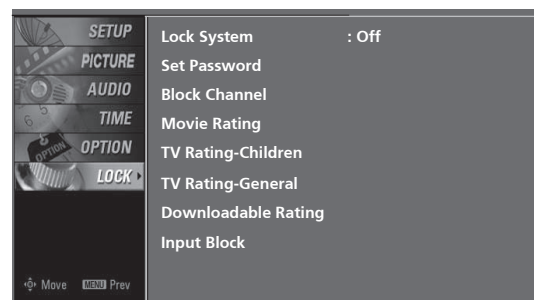 SETUP
PICTURE
AUDIO
TIME
OPTION
OPTION
LOCK
Move MENU Prev
Lock System : Off
Set Password
Block Channel
Movie Rating
TV Rating-Children
TV Rating-General
Downloadable Rating
Input Block